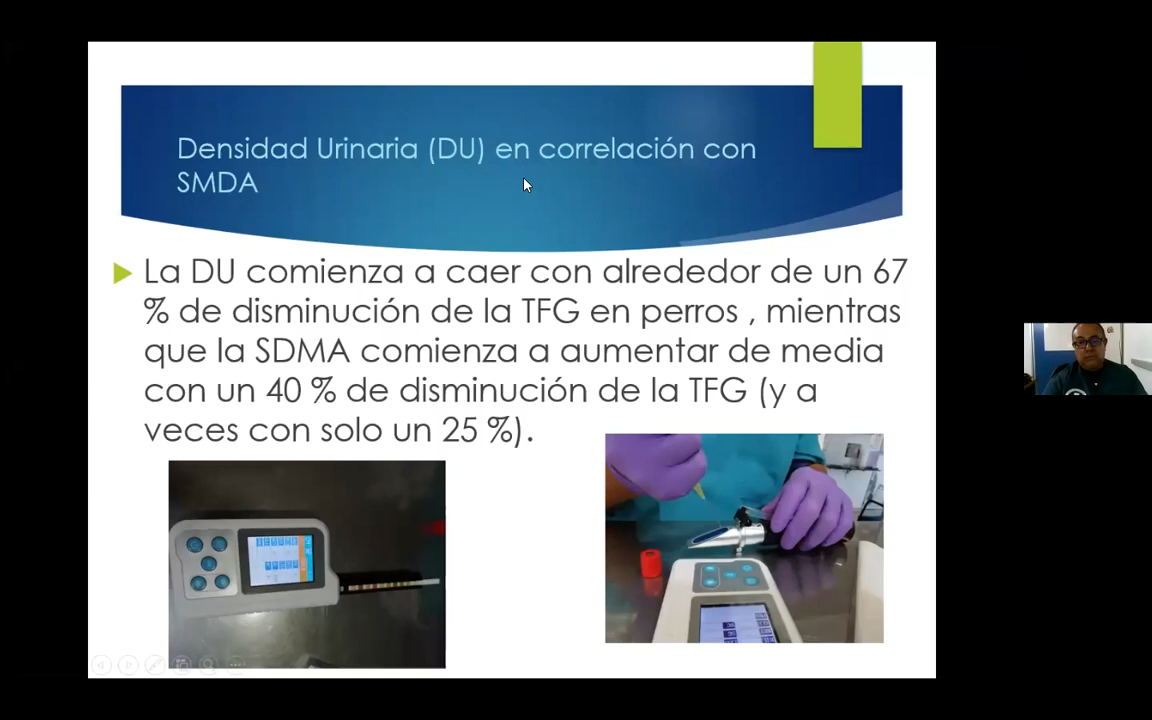 Densidad Urinaria (DU) en correlación con
SMDA
La DU comienza a caer con alrededor de un 67
% de disminución de la TFG en perros , mientras
que la SDMA comienza a aumentar de media
con un 40 % de disminución de la TFG (y a
veces con solo un 25 %).